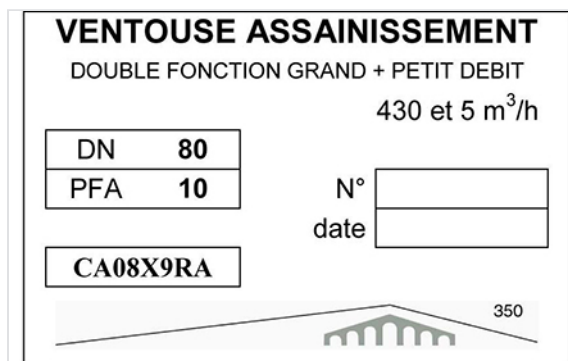 VENTOUSE ASSAINISSEMENT
DOUBLE FONCTION GRAND + PETIT DEBIT
430 et 5 m³/h
DN 80
PFA 10
N°
date
CA08X9RA
350